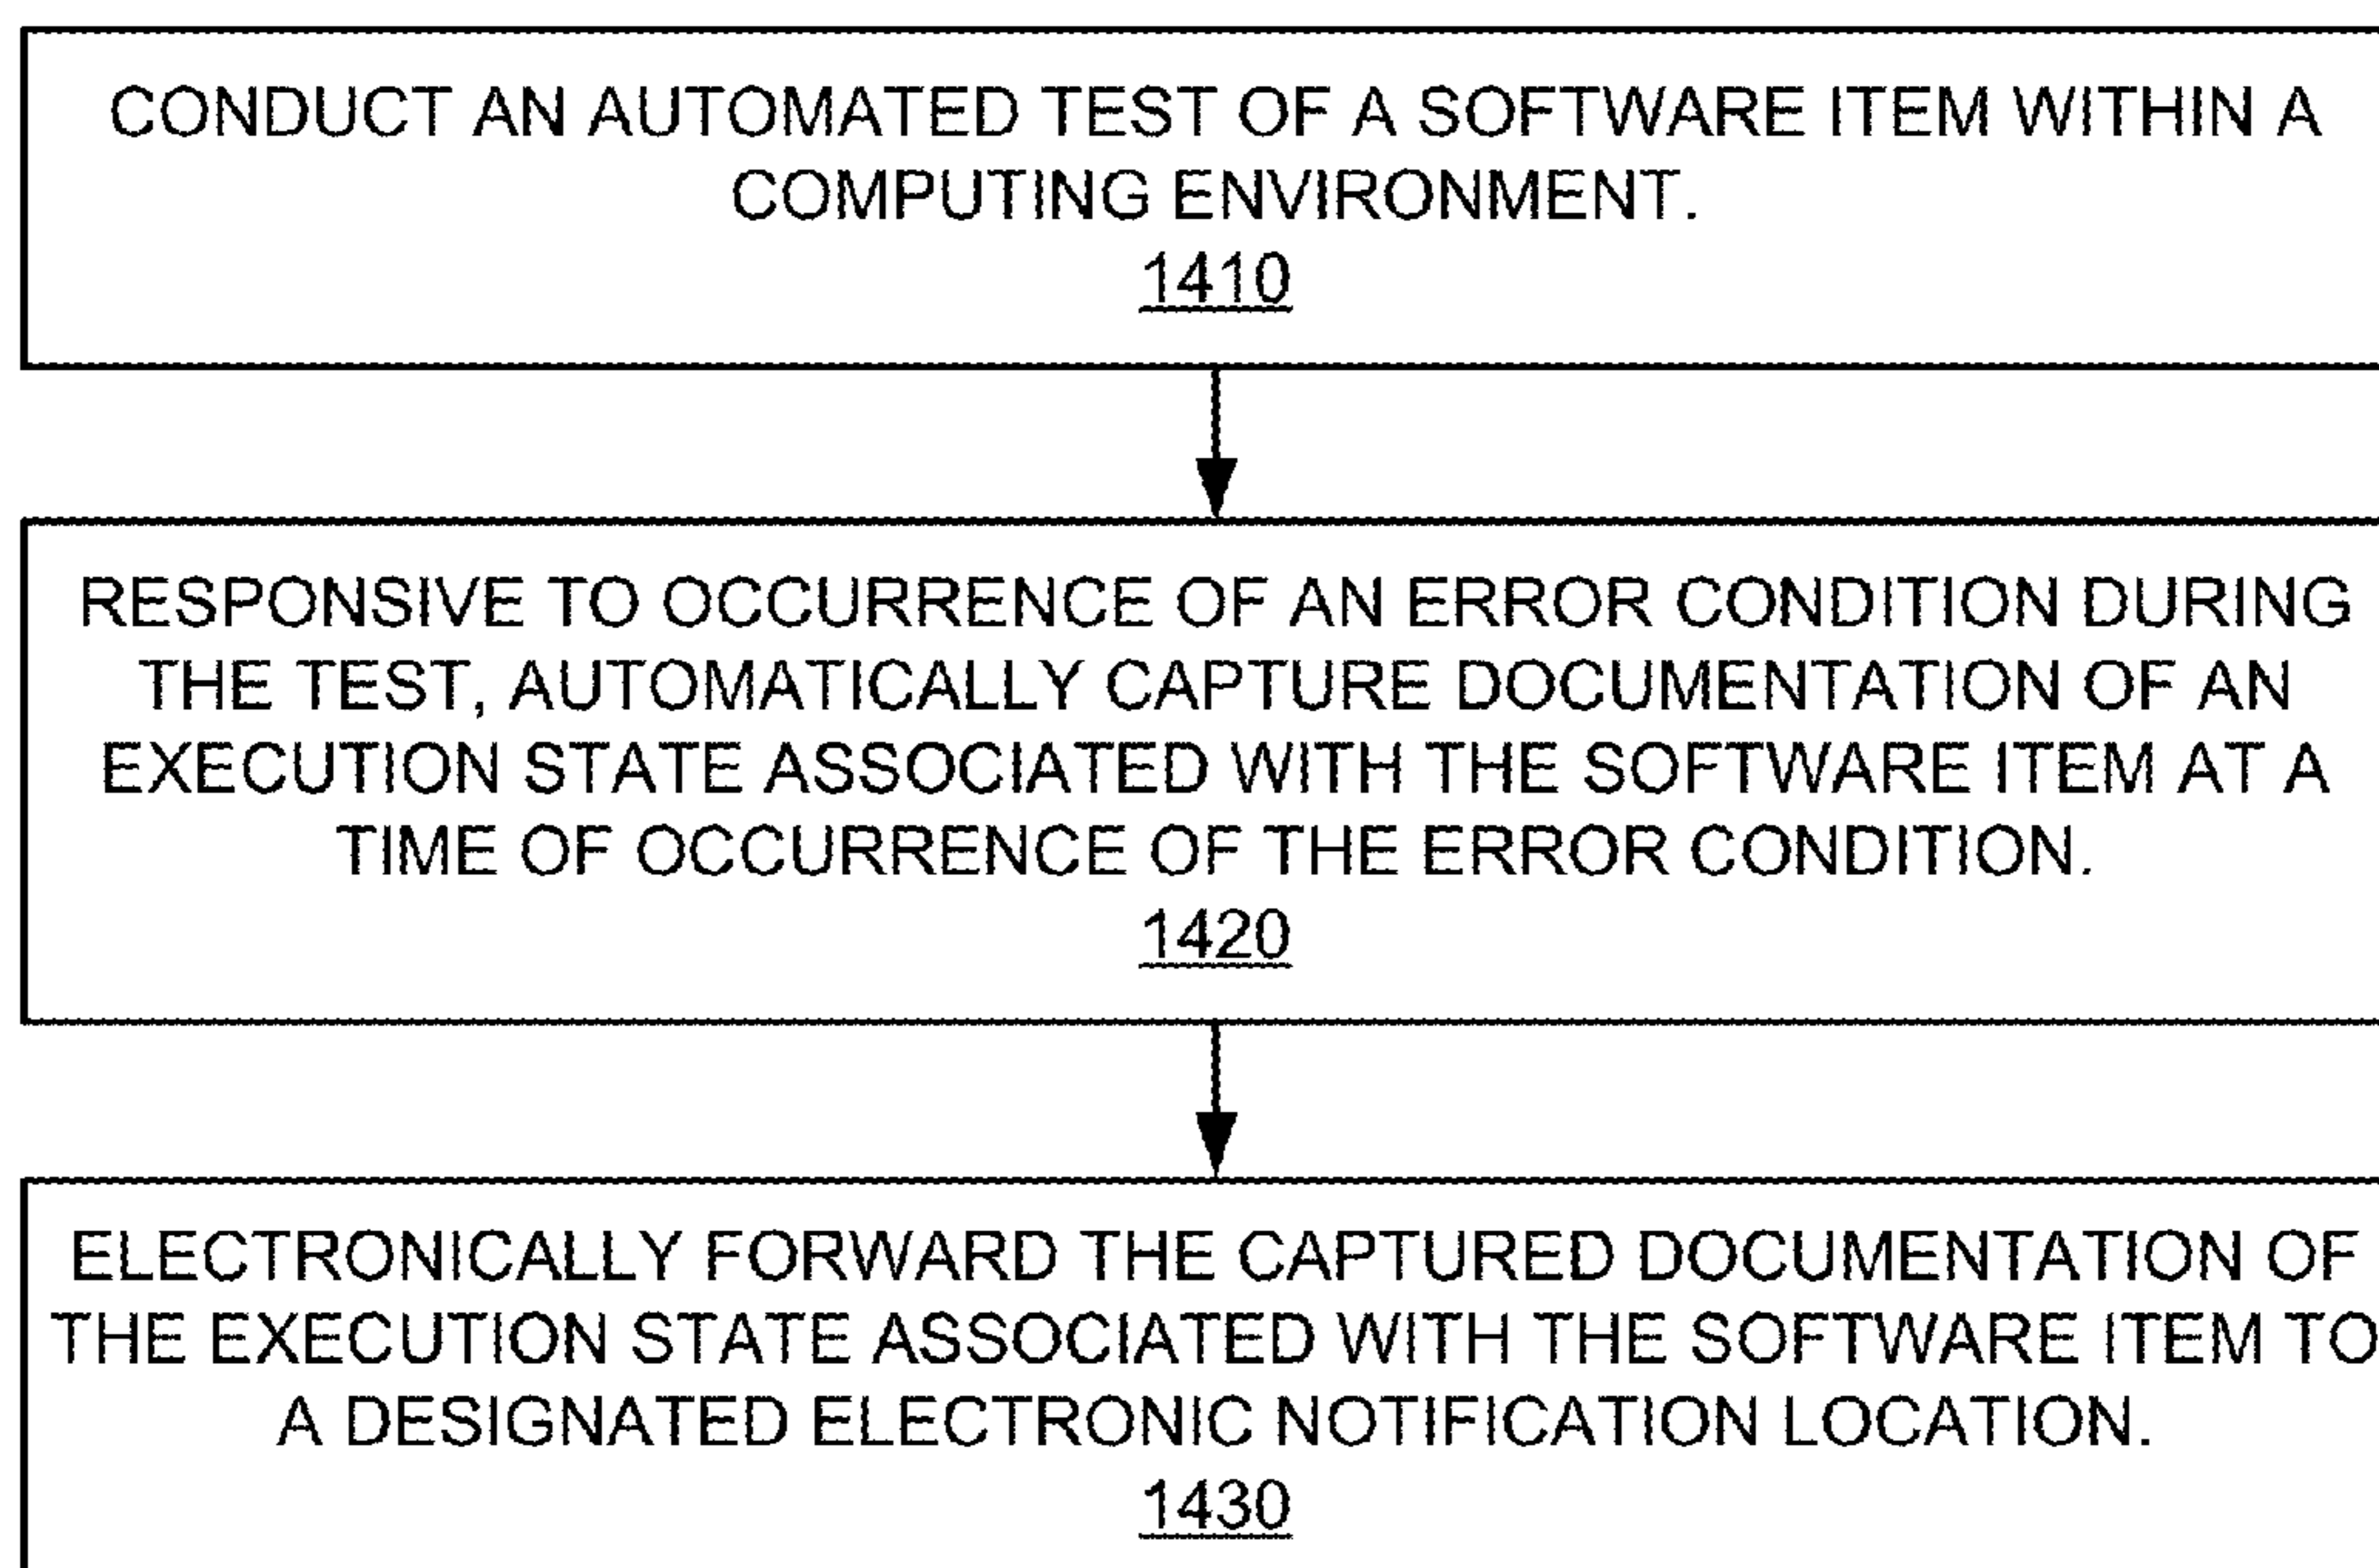 CONDUCT AN AUTOMATED TEST OF A SOFTWARE ITEM WITHIN A
COMPUTING ENVIRONMENT.
1410
RESPONSIVE TO OCCURRENCE OF AN ERROR CONDITION DURING
THE TEST, AUTOMATICALLY CAPTURE DOCUMENTATION OF AN
EXECUTION STATE ASSOCIATED WITH THE SOFTWARE ITEM AT A
TIME OF OCCURRENCE OF THE ERROR CONDITION.
1420
ELECTRONICALLY FORWARD THE CAPTURED DOCUMENTATION OF
THE EXECUTION STATE ASSOCIATED WITH THE SOFTWARE ITEM TO
A DESIGNATED ELECTRONIC NOTIFICATION LOCATION.
1430